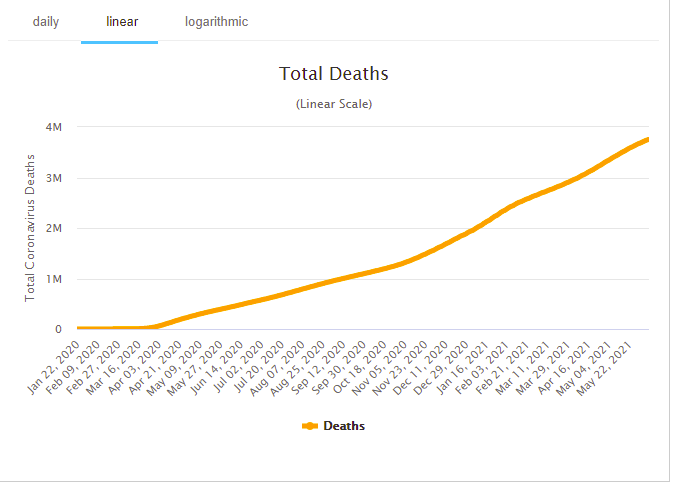 daily linear logarithmic
Total Deaths
(Linear Scale)
Total Coronavirus Deaths
4M
3M
2M
1M
0
Jan 22, 2020
Feb 09, 2020
Feb 27, 2020
Mar 16, 2020
Apr 03, 2020
Apr 21, 2020
May 09, 2020
May 27, 2020
Jun 14, 2020
Jul 02, 2020
Jul 20, 2020
Aug 07, 2020
Aug 25, 2020
Sep 12, 2020
Sep 30, 2020
Oct 18, 2020
Nov 05, 2020
Nov 23, 2020
Dec 11, 2020
Dec 29, 2020
Jan 16, 2021
Feb 03, 2021
Feb 21, 2021
Mar 11, 2021
Mar 29, 2021
Apr 16, 2021
May 04, 2021
May 22, 2021
Deaths